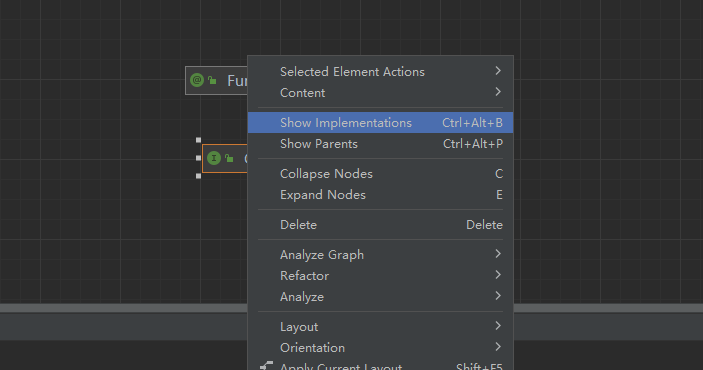 Selected Element Actions
Content
Show Implementations Ctrl+Alt+B
Show Parents Ctrl+Alt+P
Collapse Nodes C
Expand Nodes E
Delete Delete
Analyze Graph
Refactor
Analyze
Layout
Orientation
Apply Current Layout Shift+F5